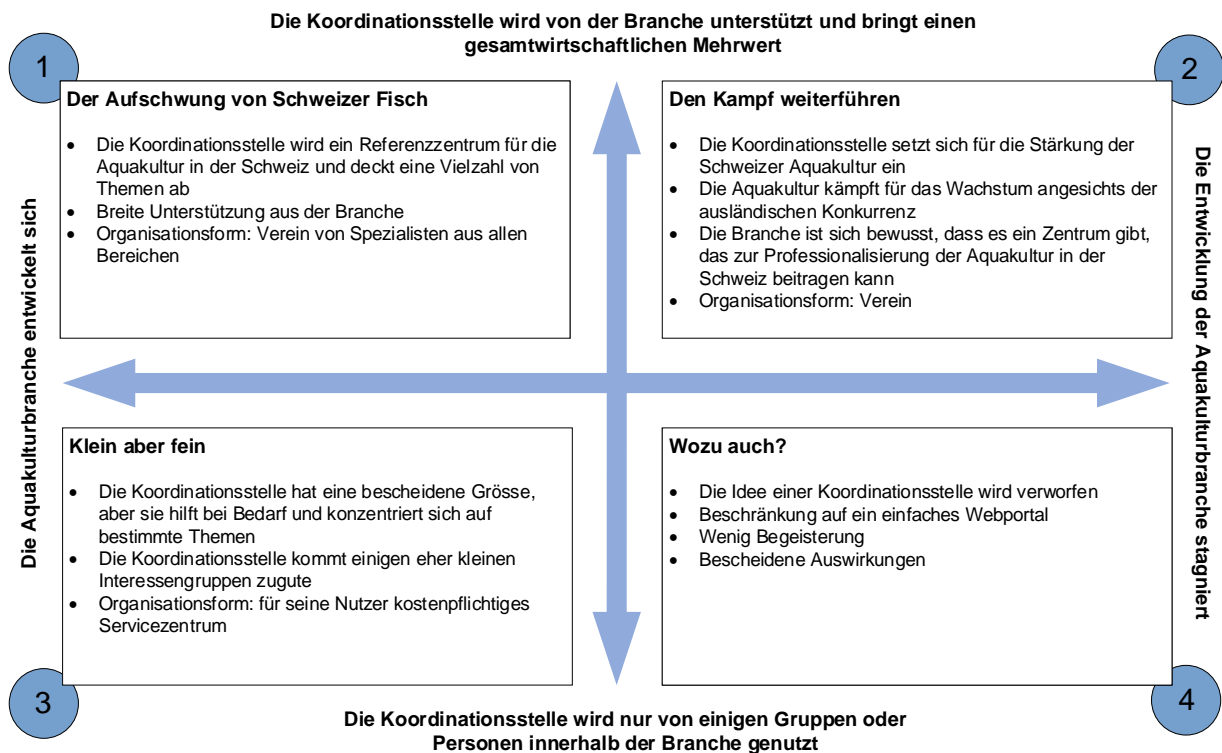 Die Koordinationsstelle wird von der Branche unterstützt und bringt einen
gesamtwirtschaftlichen Mehrwert
1
2
Der Aufschwung von Schweizer Fisch
• Die Koordinationsstelle wird ein Referenzzentrum für die
Aquakultur in der Schweiz und deckt eine Vielzahl von
Themen ab
• Breite Unterstützung aus der Branche
• Organisationsform: Verein von Spezialisten aus allen
Bereichen
Den Kampf weiterführen
• Die Koordinationsstelle setzt sich für die Stärkung der
Schweizer Aquakultur ein
• Die Aquakultur kämpft für das Wachstum angesichts der
ausländischen Konkurrenz
• Die Branche ist sich bewusst, dass es ein Zentrum gibt,
das zur Professionalisierung der Aquakultur in der
Schweiz beitragen kann
• Organisationsform: Verein
Die Aquakulturbranche entwickelt sich
Die Entwicklung der Aquakulturbranche stagniert
Klein aber fein
• Die Koordinationsstelle hat eine bescheidene Grösse,
aber sie hilft bei Bedarf und konzentriert sich auf
bestimmte Themen
• Die Koordinationsstelle kommt einigen eher kleinen
Interessengruppen zugute
• Organisationsform: für seine Nutzer kostenpflichtiges
Servicezentrum
Wozu auch?
• Die Idee einer Koordinationsstelle wird verworfen
• Beschränkung auf ein einfaches Webportal
• Wenig Begeisterung
• Bescheidene Auswirkungen
3
4
Die Koordinationsstelle wird nur von einigen Gruppen oder
Personen innerhalb der Branche genutzt